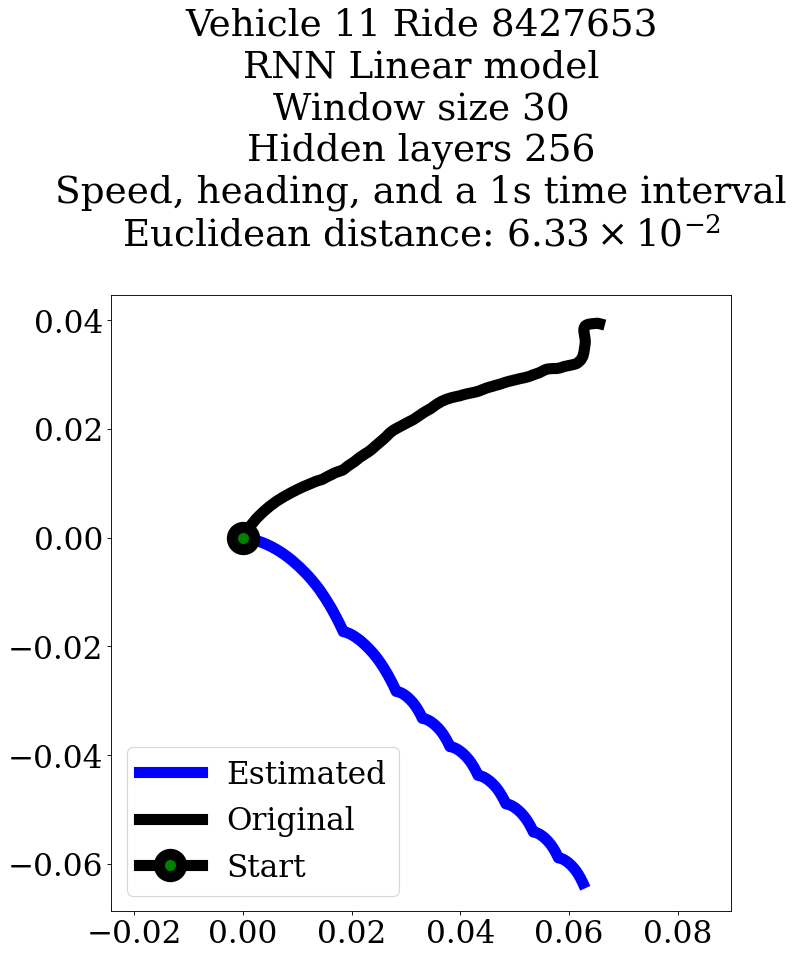 Vehicle 11 Ride 8427653
RNN Linear model
Window size 30
Hidden layers 256
Speed, heading, and a 1s time interval
Euclidean distance: 6.33 × 10⁻²
0.04
0.02
0.00
−0.02
−0.04
−0.06
Estimated
Original
Start
−0.02 0.00 0.02 0.04 0.06 0.08